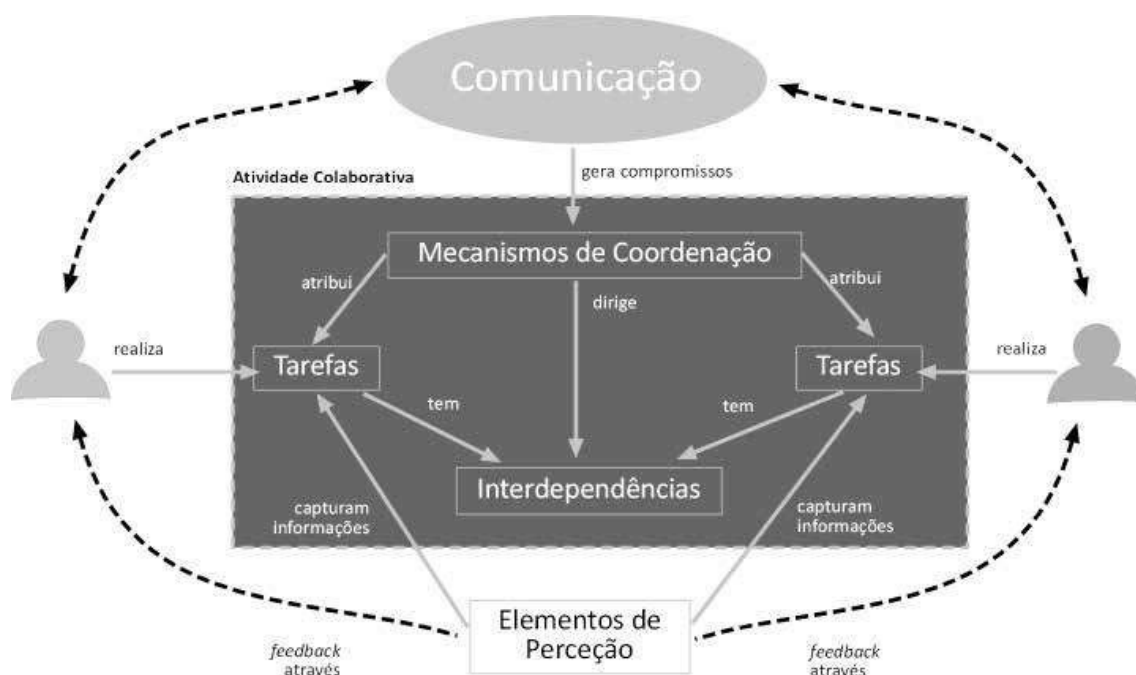 Comunicação
gera compromissos
Atividade Colaborativa
Mecanismos de Coordenação
atribui
atribui
dirige
realiza
Tarefas
Tarefas
realiza
tem
tem
Interdependências
capturam
informações
capturam
informações
Elementos de
Perceção
feedback
através
feedback
através